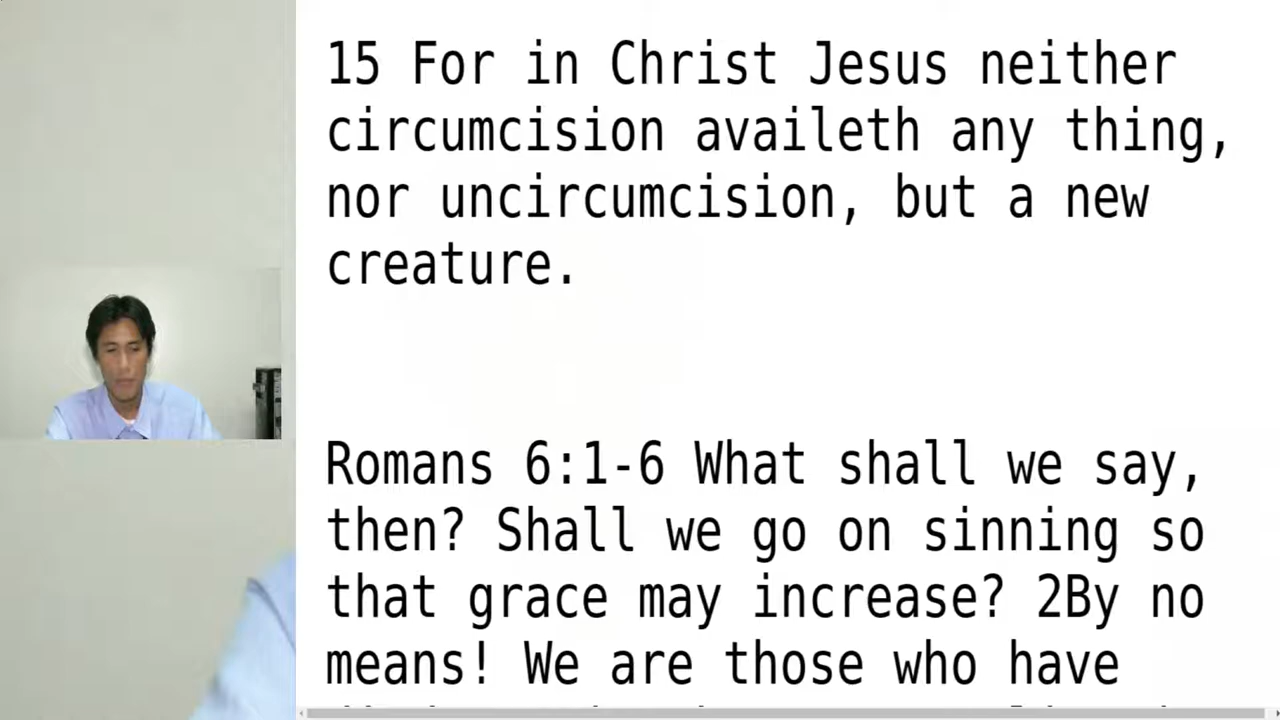 15 For in Christ Jesus neither
circumcision availeth any thing,
nor uncircumcision, but a new
creature.
Romans 6:1-6 What shall we say,
then? Shall we go on sinning so
that grace may increase? 2By no
means! We are those who have